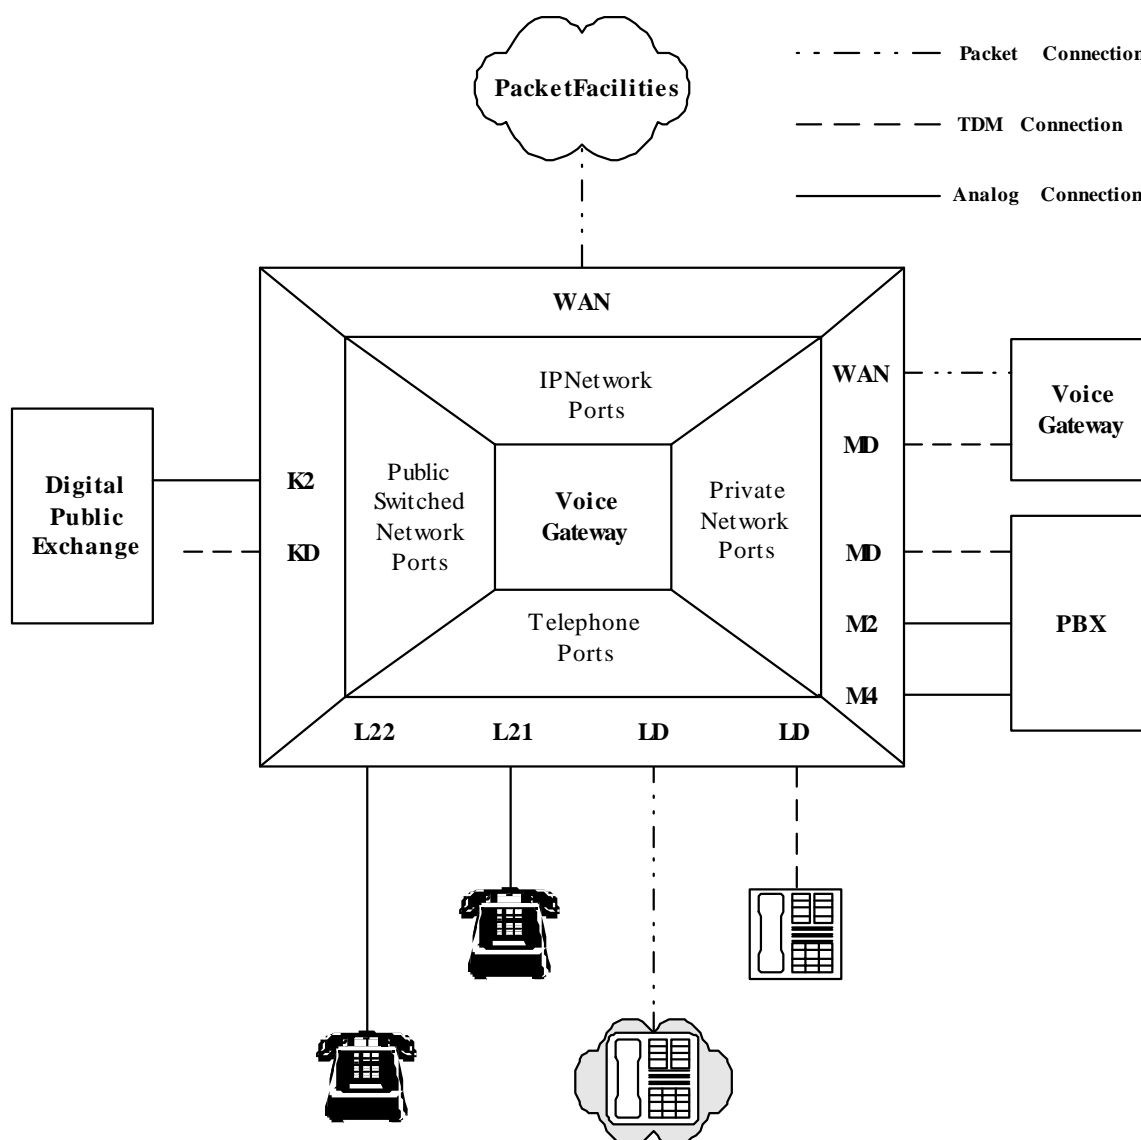 PacketFacilities
Packet Connection
TDM Connection
Analog Connection
WAN
IPNetwork
Ports
WAN
MD
Voice
Gateway
Digital
Public
Exchange
K2
KD
Public
Switched
Network
Ports
Voice
Gateway
Private
Network
Ports
MD
M2
M4
PBX
Telephone
Ports
L22
L21
LD
LD